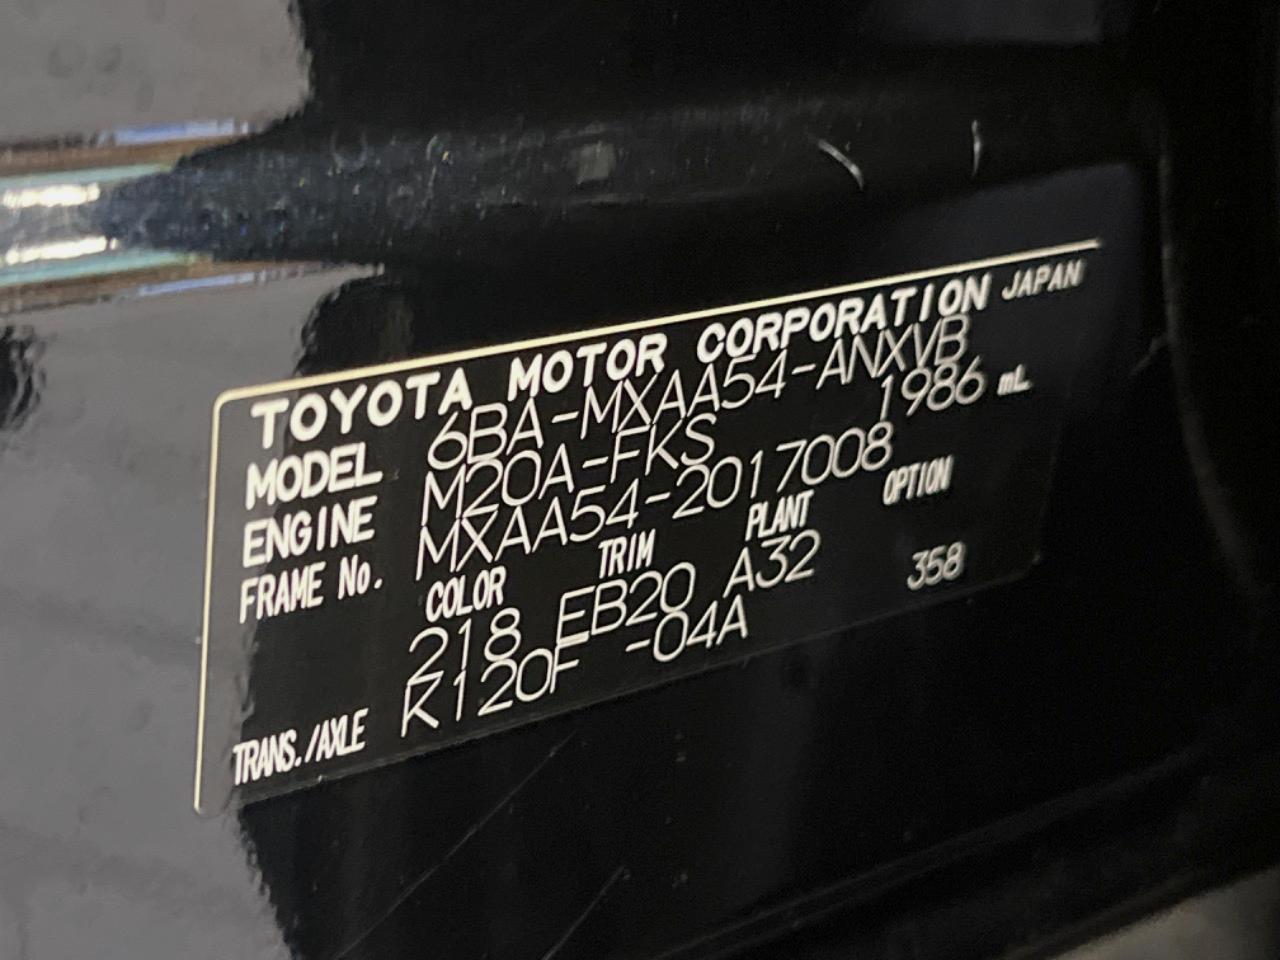 TOYOTA MOTOR CORPORATION JAPAN
MODEL 6BA-MXAA54-ANXVB
ENGINE M20A-FKS 1986 mL
FRAME No. MXAA54-2017008
COLOR TRIM PLANT OPTION
218 EB20 A32 358
TRANS./AXLE K120F -04A